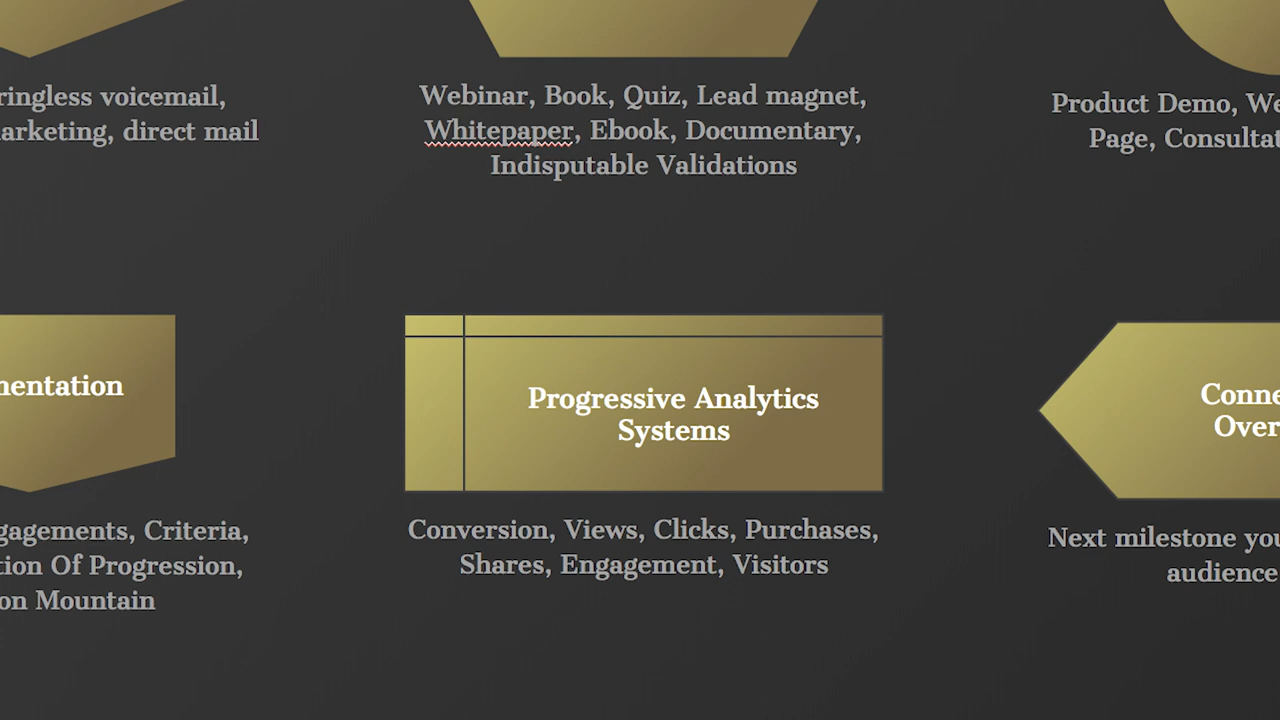 ringless voicemail,
arketing, direct mail
Webinar, Book, Quiz, Lead magnet,
Whitepaper, Ebook, Documentary,
Indisputable Validations
Product Demo, We
Page, Consultat
mentation
Progressive Analytics
Systems
Conne
Over
gagements, Criteria,
tion Of Progression,
on Mountain
Conversion, Views, Clicks, Purchases,
Shares, Engagement, Visitors
Next milestone you
audience